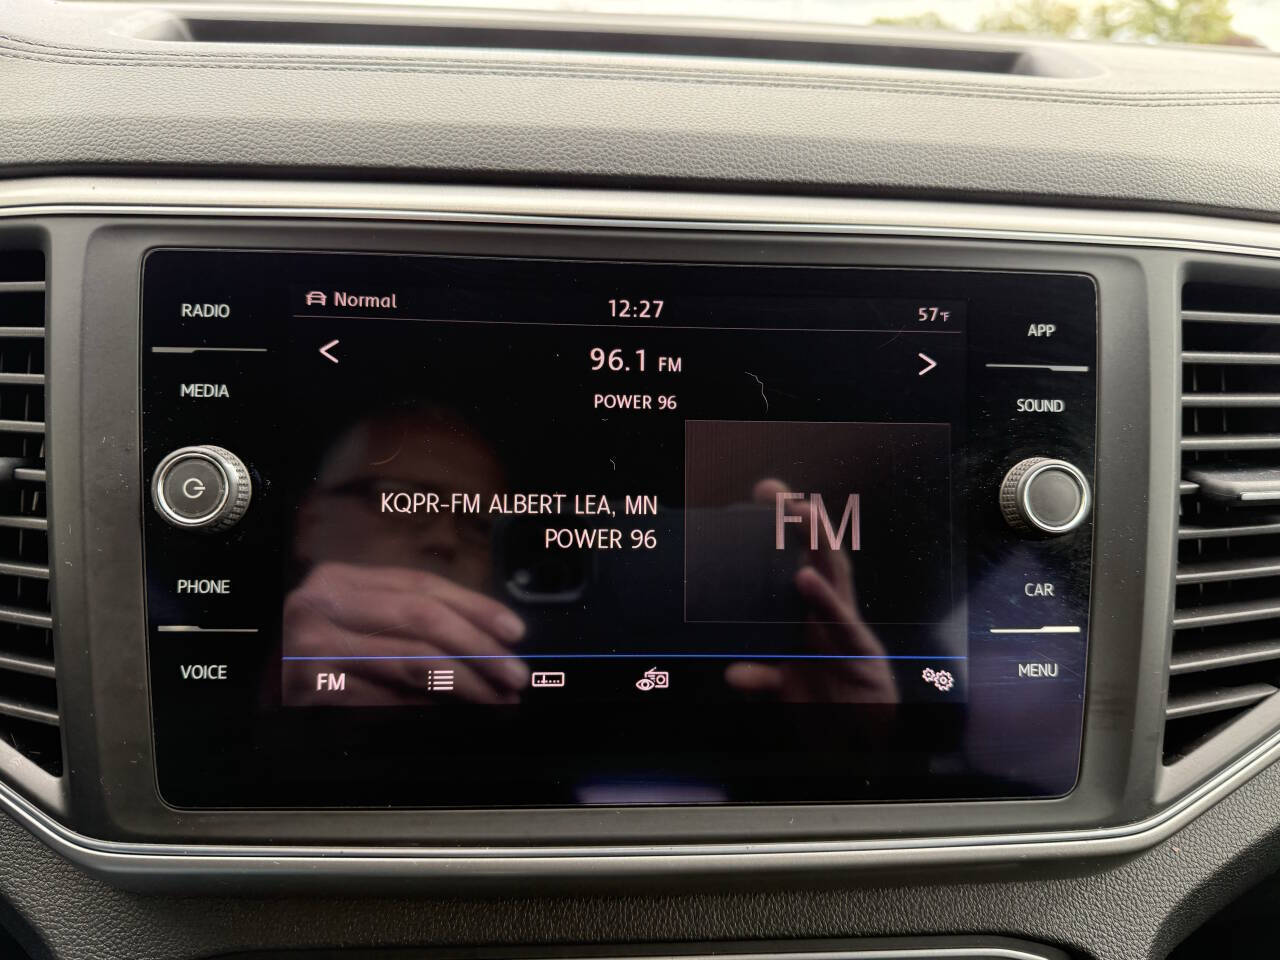 RADIO
MEDIA
PHONE
VOICE
Normal
12:27
57°F
96.1 FM
POWER 96
KQPR-FM ALBERT LEA, MN
POWER 96
FM
FM
APP
SOUND
CAR
MENU